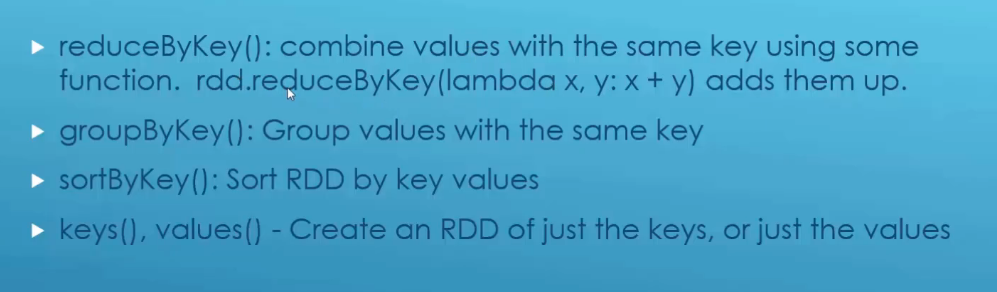 reduceByKey(): combine values with the same key using some
function. rdd.reduceByKey(lambda x, y: x + y) adds them up.
groupByKey(): Group values with the same key
sortByKey(): Sort RDD by key values
keys(), values() - Create an RDD of just the keys, or just the values